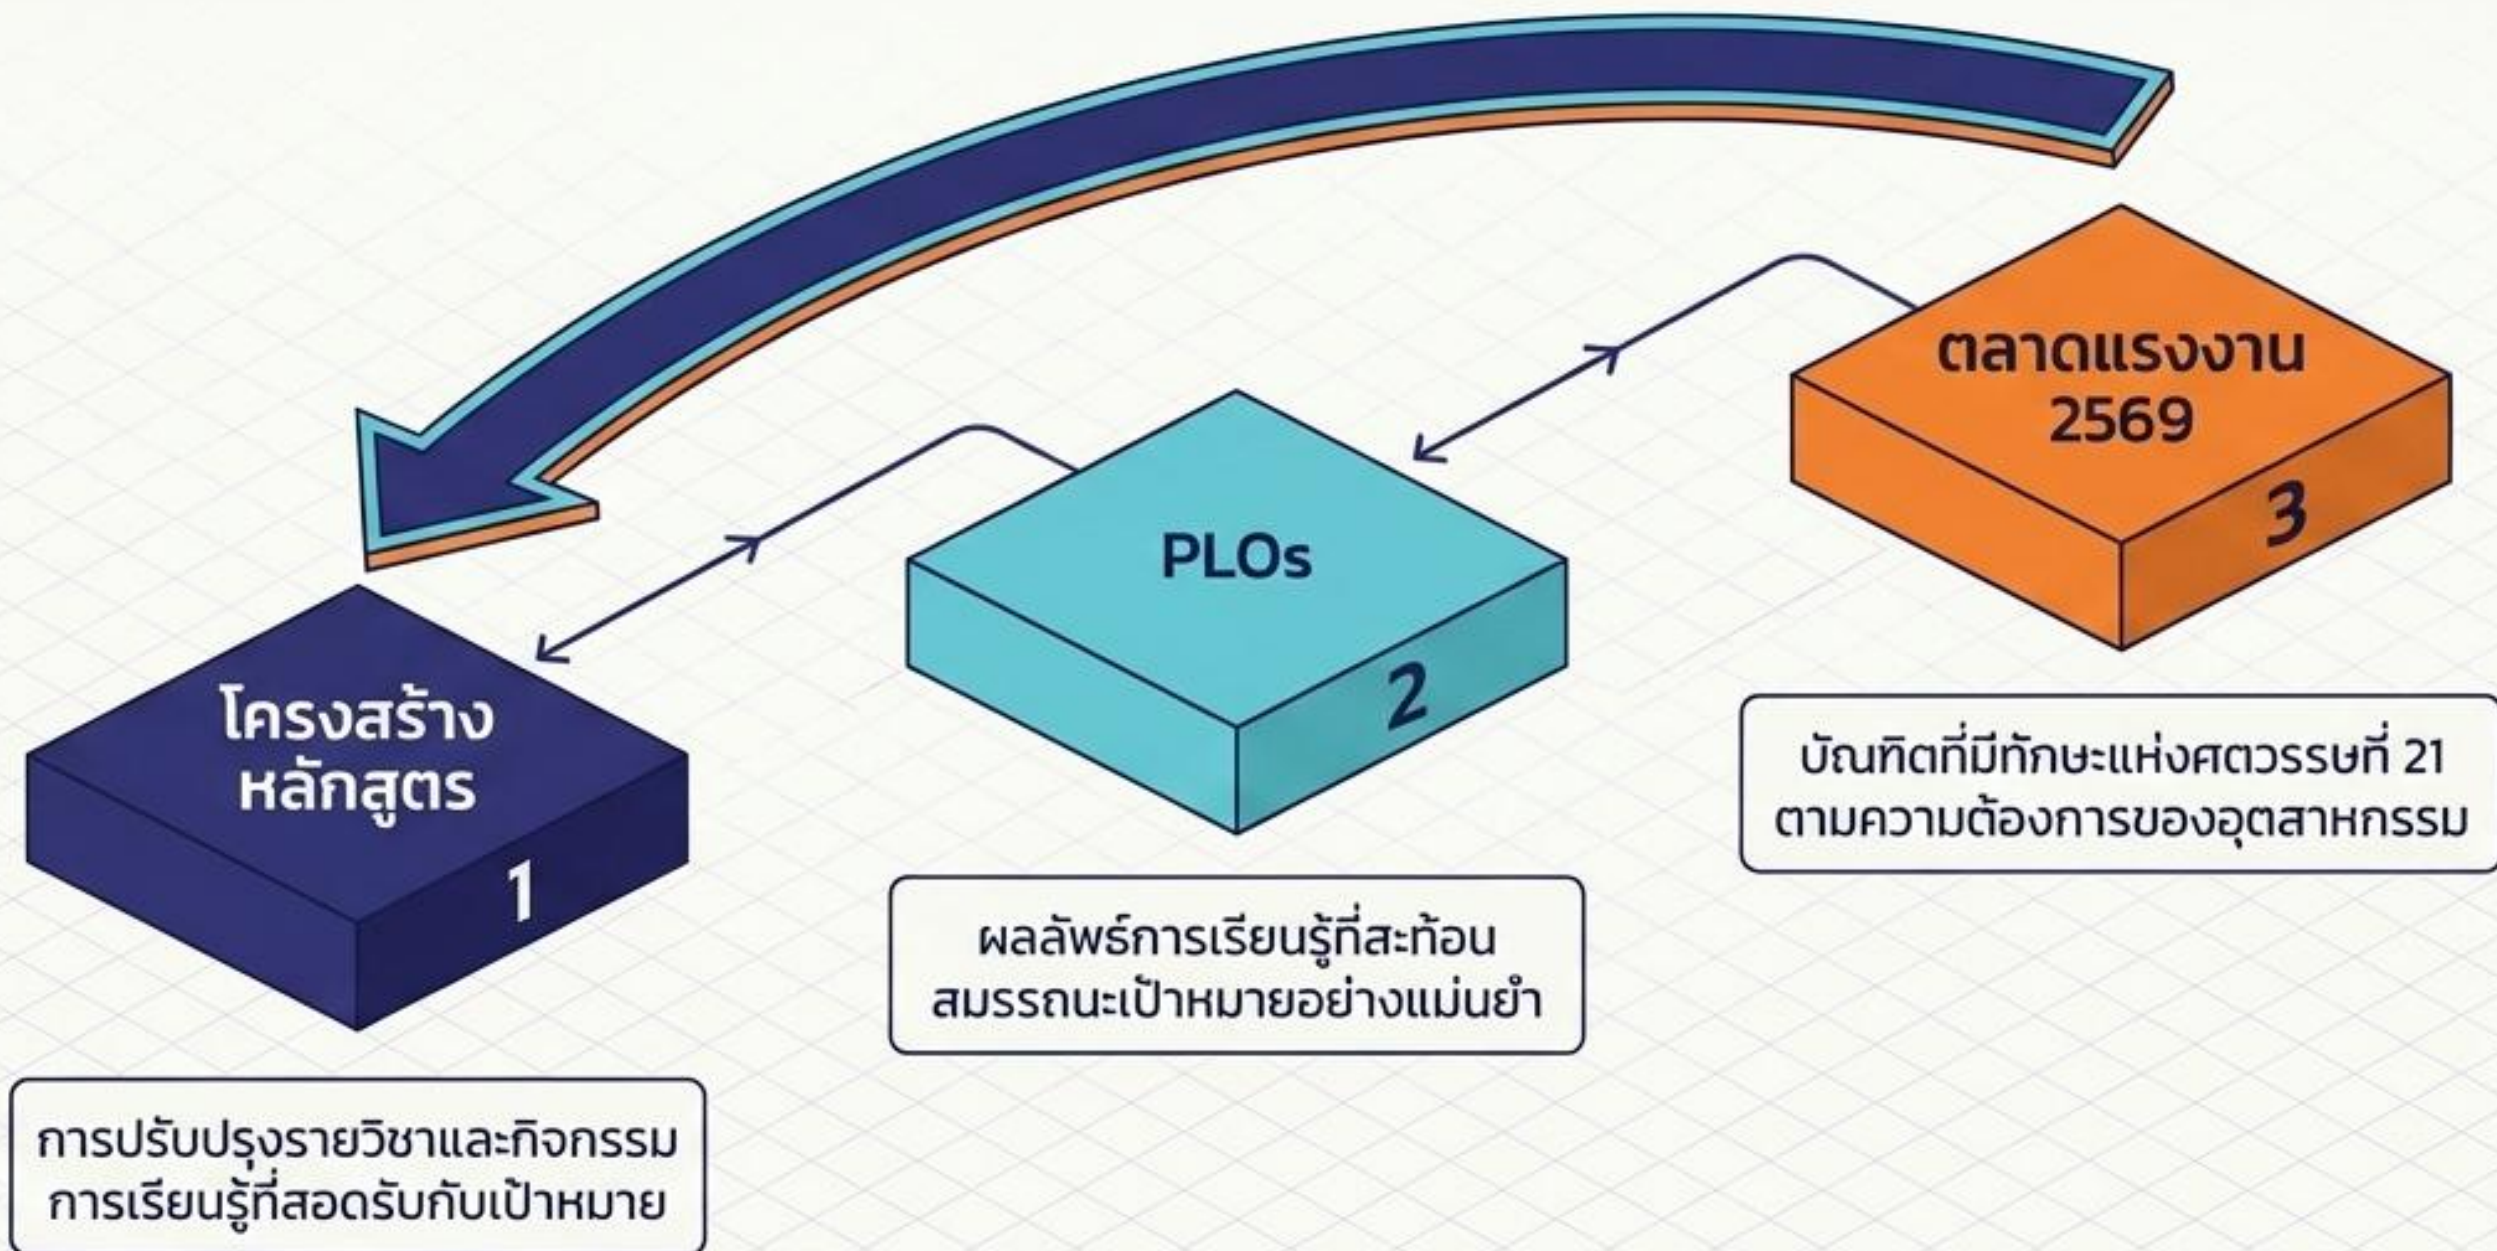 โครงสร้าง
หลักสูตร
1
การปรับปรุงรายวิชาและกิจกรรม
การเรียนรู้ที่สอดรับกับเป้าหมาย
PLOs
2
ผลลัพธ์การเรียนรู้ที่สะท้อน
สมรรถนะเป้าหมายอย่างแม่นยำ
ตลาดแรงงาน
2569
3
บัณฑิตที่มีทักษะแห่งศตวรรษที่ 21
ตามความต้องการของอุตสาหกรรม